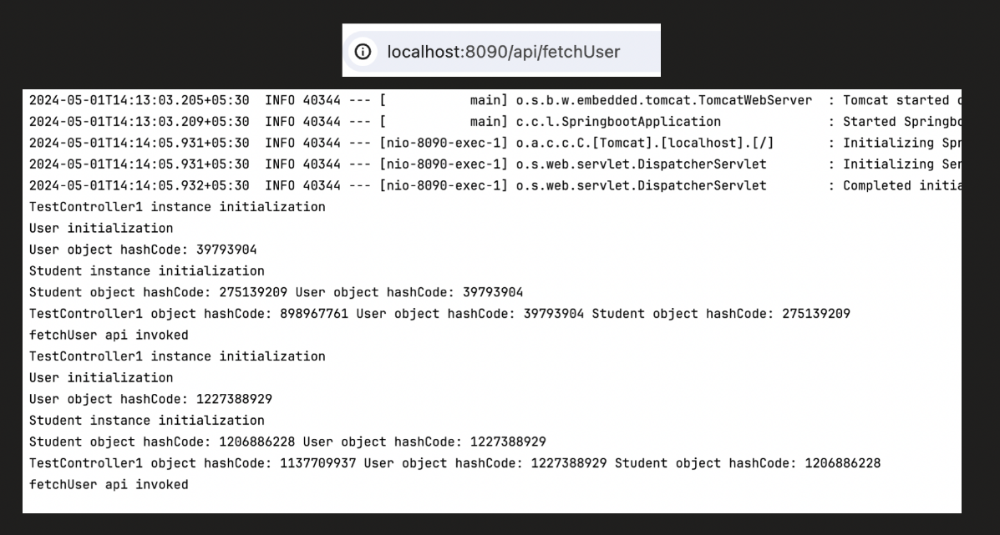 localhost:8090/api/fetchUser
2024-05-01T14:13:03.205+05:30  INFO 40344 --- [           main] o.s.b.w.embedded.tomcat.TomcatWebServer  : Tomcat started
2024-05-01T14:13:03.209+05:30  INFO 40344 --- [           main] c.c.l.SpringbootApplication              : Started Springbo
2024-05-01T14:14:05.931+05:30  INFO 40344 --- [nio-8090-exec-1] o.a.c.c.C.[Tomcat].[localhost].[/]       : Initializing Spr
2024-05-01T14:14:05.931+05:30  INFO 40344 --- [nio-8090-exec-1] o.s.web.servlet.DispatcherServlet        : Initializing Ser
2024-05-01T14:14:05.932+05:30  INFO 40344 --- [nio-8090-exec-1] o.s.web.servlet.DispatcherServlet        : Completed initia
TestController1 instance initialization
User initialization
User object hashCode: 39793904
Student instance initialization
Student object hashCode: 275139209 User object hashCode: 39793904
TestController1 object hashCode: 898967761 User object hashCode: 39793904 Student object hashCode: 275139209
fetchUser api invoked
TestController1 instance initialization
User initialization
User object hashCode: 1227388929
Student instance initialization
Student object hashCode: 1206886228 User object hashCode: 1227388929
TestController1 object hashCode: 1137709937 User object hashCode: 1227388929 Student object hashCode: 1206886228
fetchUser api invoked